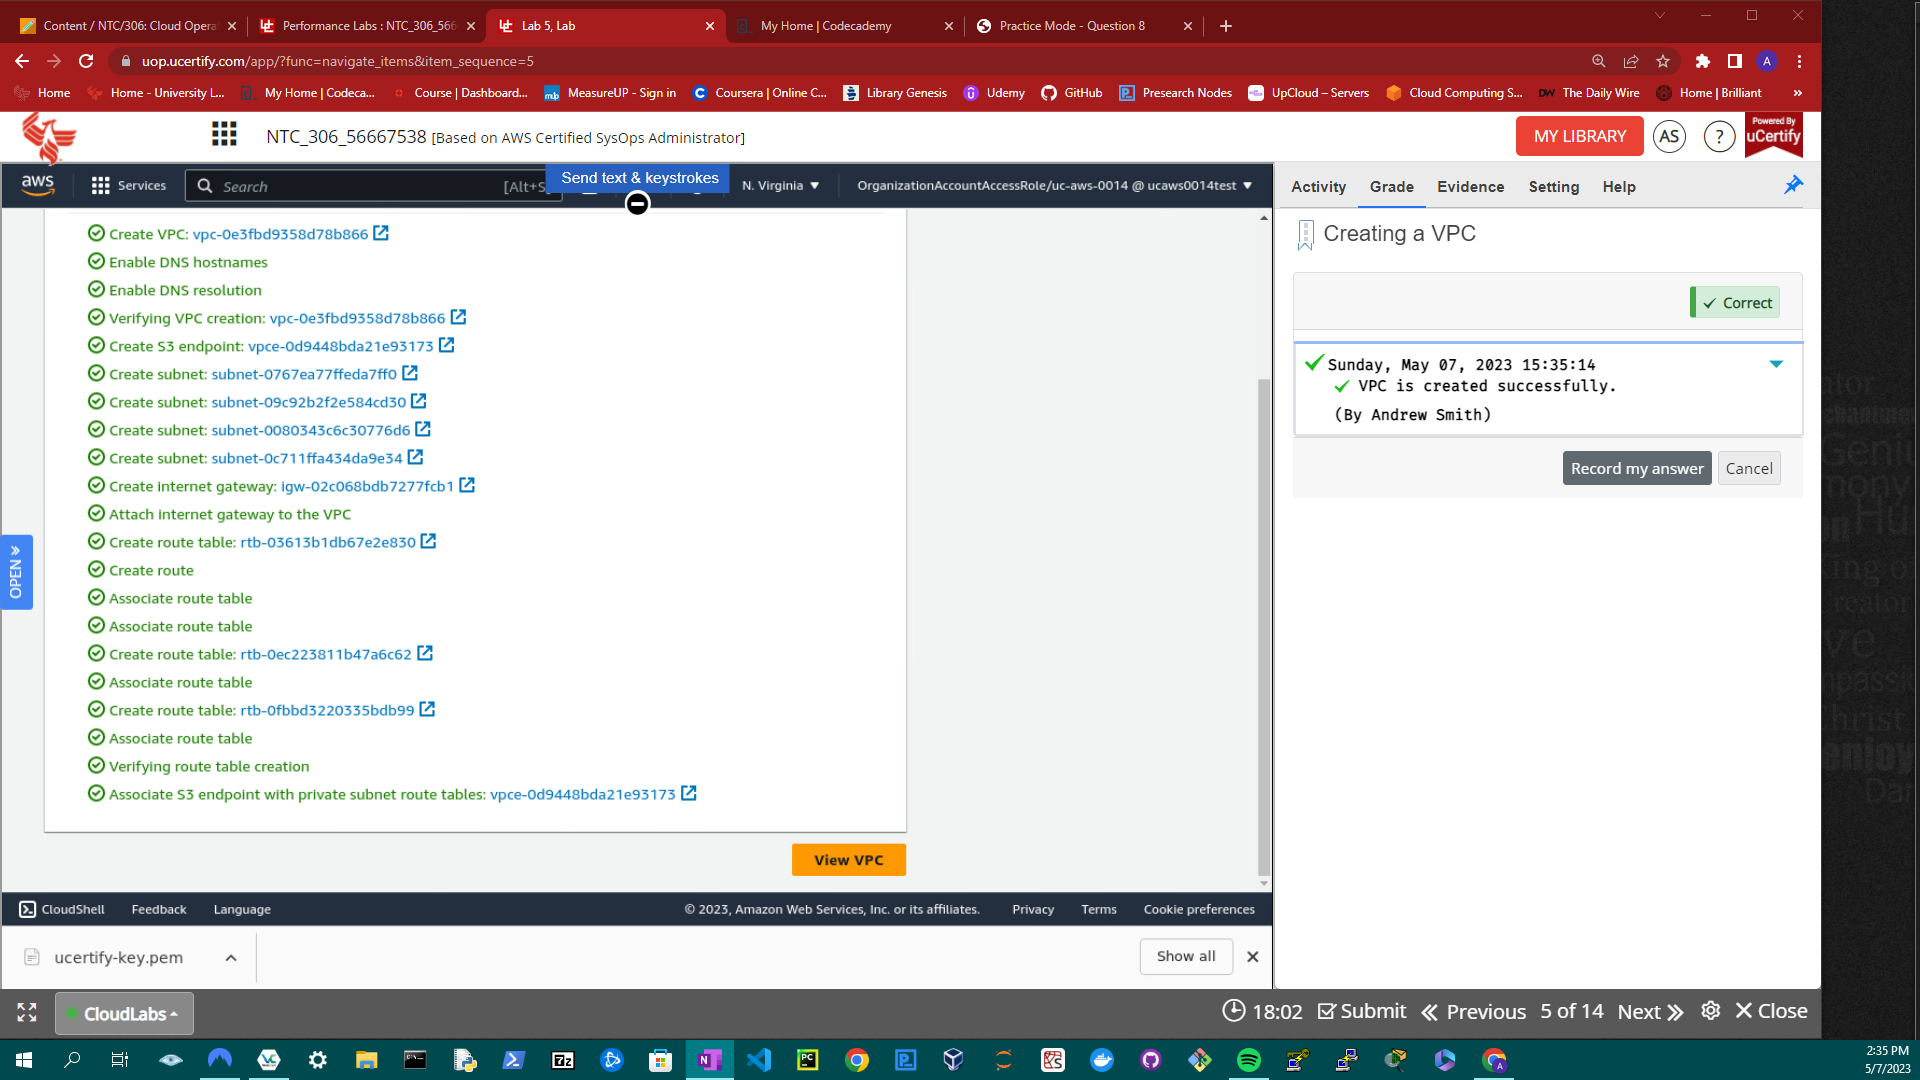 Content / NTC/306: Cloud Opera
Performance Labs : NTC_306_566
Lab 5, Lab
My Home | Codecademy
Practice Mode - Question 8
uop.ucertify.com/app/?func=navigate_items&item_sequence=5
A
Home
Home - University L...
My Home | Codeca...
Course | Dashboard...
mb MeasureUP - Sign in
Coursera | Online C...
Library Genesis
Udemy
GitHub
Presearch Nodes
UpCloud – Servers
Cloud Computing S...
DW The Daily Wire
Home | Brilliant
»
NTC_306_56667538 [Based on AWS Certified SysOps Administrator]
MY LIBRARY
AS
?
Powered By
uCertify
aws
Services
Search
[Alt+S
Send text & keystrokes
N. Virginia
OrganizationAccountAccessRole/uc-aws-0014 @ ucaws0014test
Activity
Grade
Evidence
Setting
Help
Create VPC: vpc-0e3fbd9358d78b866
Enable DNS hostnames
Enable DNS resolution
Verifying VPC creation: vpc-0e3fbd9358d78b866
Create S3 endpoint: vpce-0d9448bda21e93173
Create subnet: subnet-0767ea77ffeda7ff0
Create subnet: subnet-09c92b2f2e584cd30
Create subnet: subnet-0080343c6c30776d6
Create subnet: subnet-0c711ffa434da9e34
Create internet gateway: igw-02c068bdb7277fcb1
Attach internet gateway to the VPC
Create route table: rtb-03613b1db67e2e830
Create route
Associate route table
Associate route table
Create route table: rtb-0ec223811b47a6c62
Associate route table
Create route table: rtb-0fbbd3220335bdb99
Associate route table
Verifying route table creation
Associate S3 endpoint with private subnet route tables: vpce-0d9448bda21e93173
View VPC
OPEN »
Creating a VPC
Correct
Sunday, May 07, 2023 15:35:14
VPC is created successfully.
(By Andrew Smith)
Record my answer
Cancel
CloudShell
Feedback
Language
© 2023, Amazon Web Services, Inc. or its affiliates.
Privacy
Terms
Cookie preferences
ucertify-key.pem
Show all
CloudLabs
18:02
Submit
Previous
5 of 14
Next
Close
2:35 PM
5/7/2023